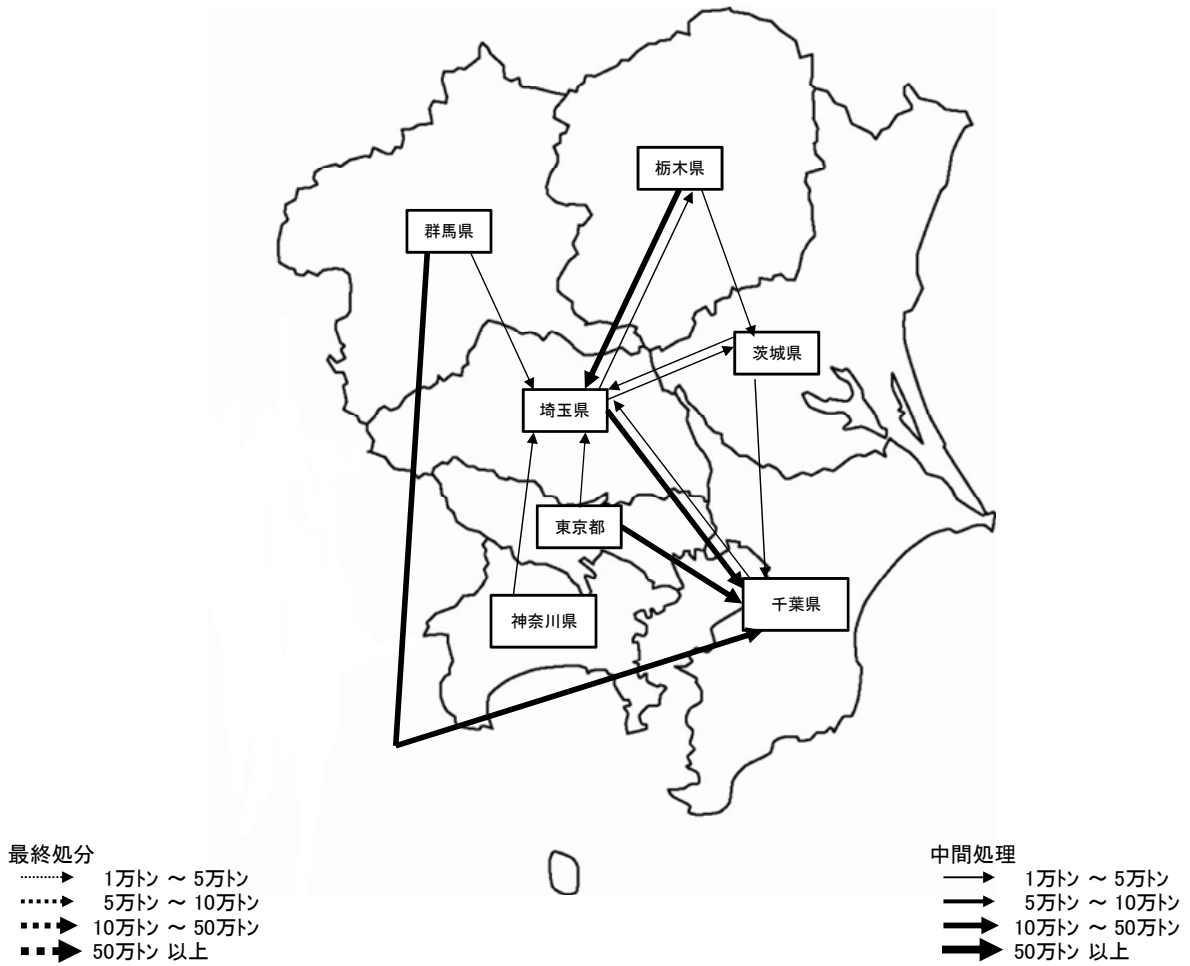 栃木県
群馬県
茨城県
埼玉県
東京都
千葉県
神奈川県
最終処分
1万トン ～ 5万トン
5万トン ～ 10万トン
10万トン ～ 50万トン
50万トン 以上
中間処理
1万トン ～ 5万トン
5万トン ～ 10万トン
10万トン ～ 50万トン
50万トン 以上